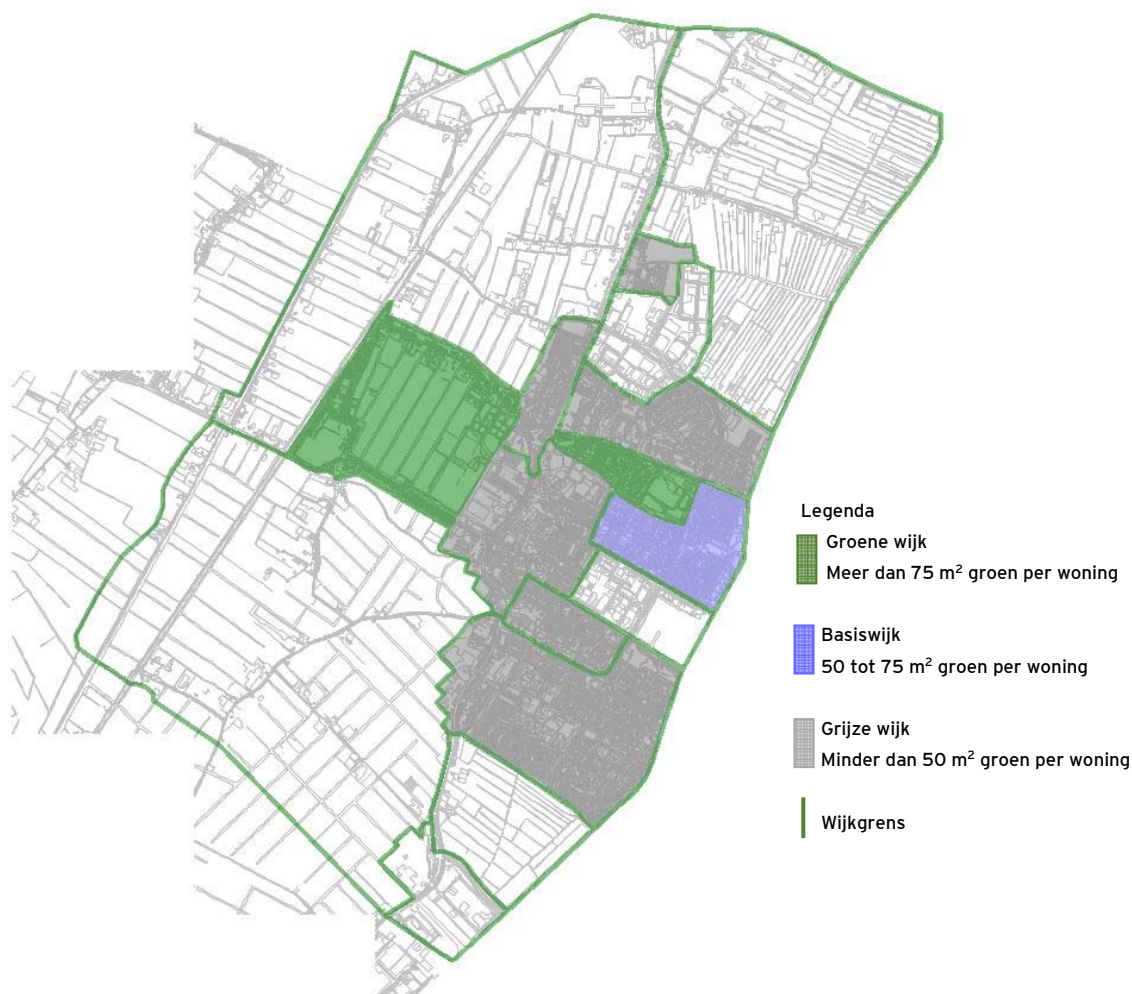 Legenda
Groene wijk
Meer dan 75 m² groen per woning
Basiswijk
50 tot 75 m² groen per woning
Grijze wijk
Minder dan 50 m² groen per woning
Wijkgrens